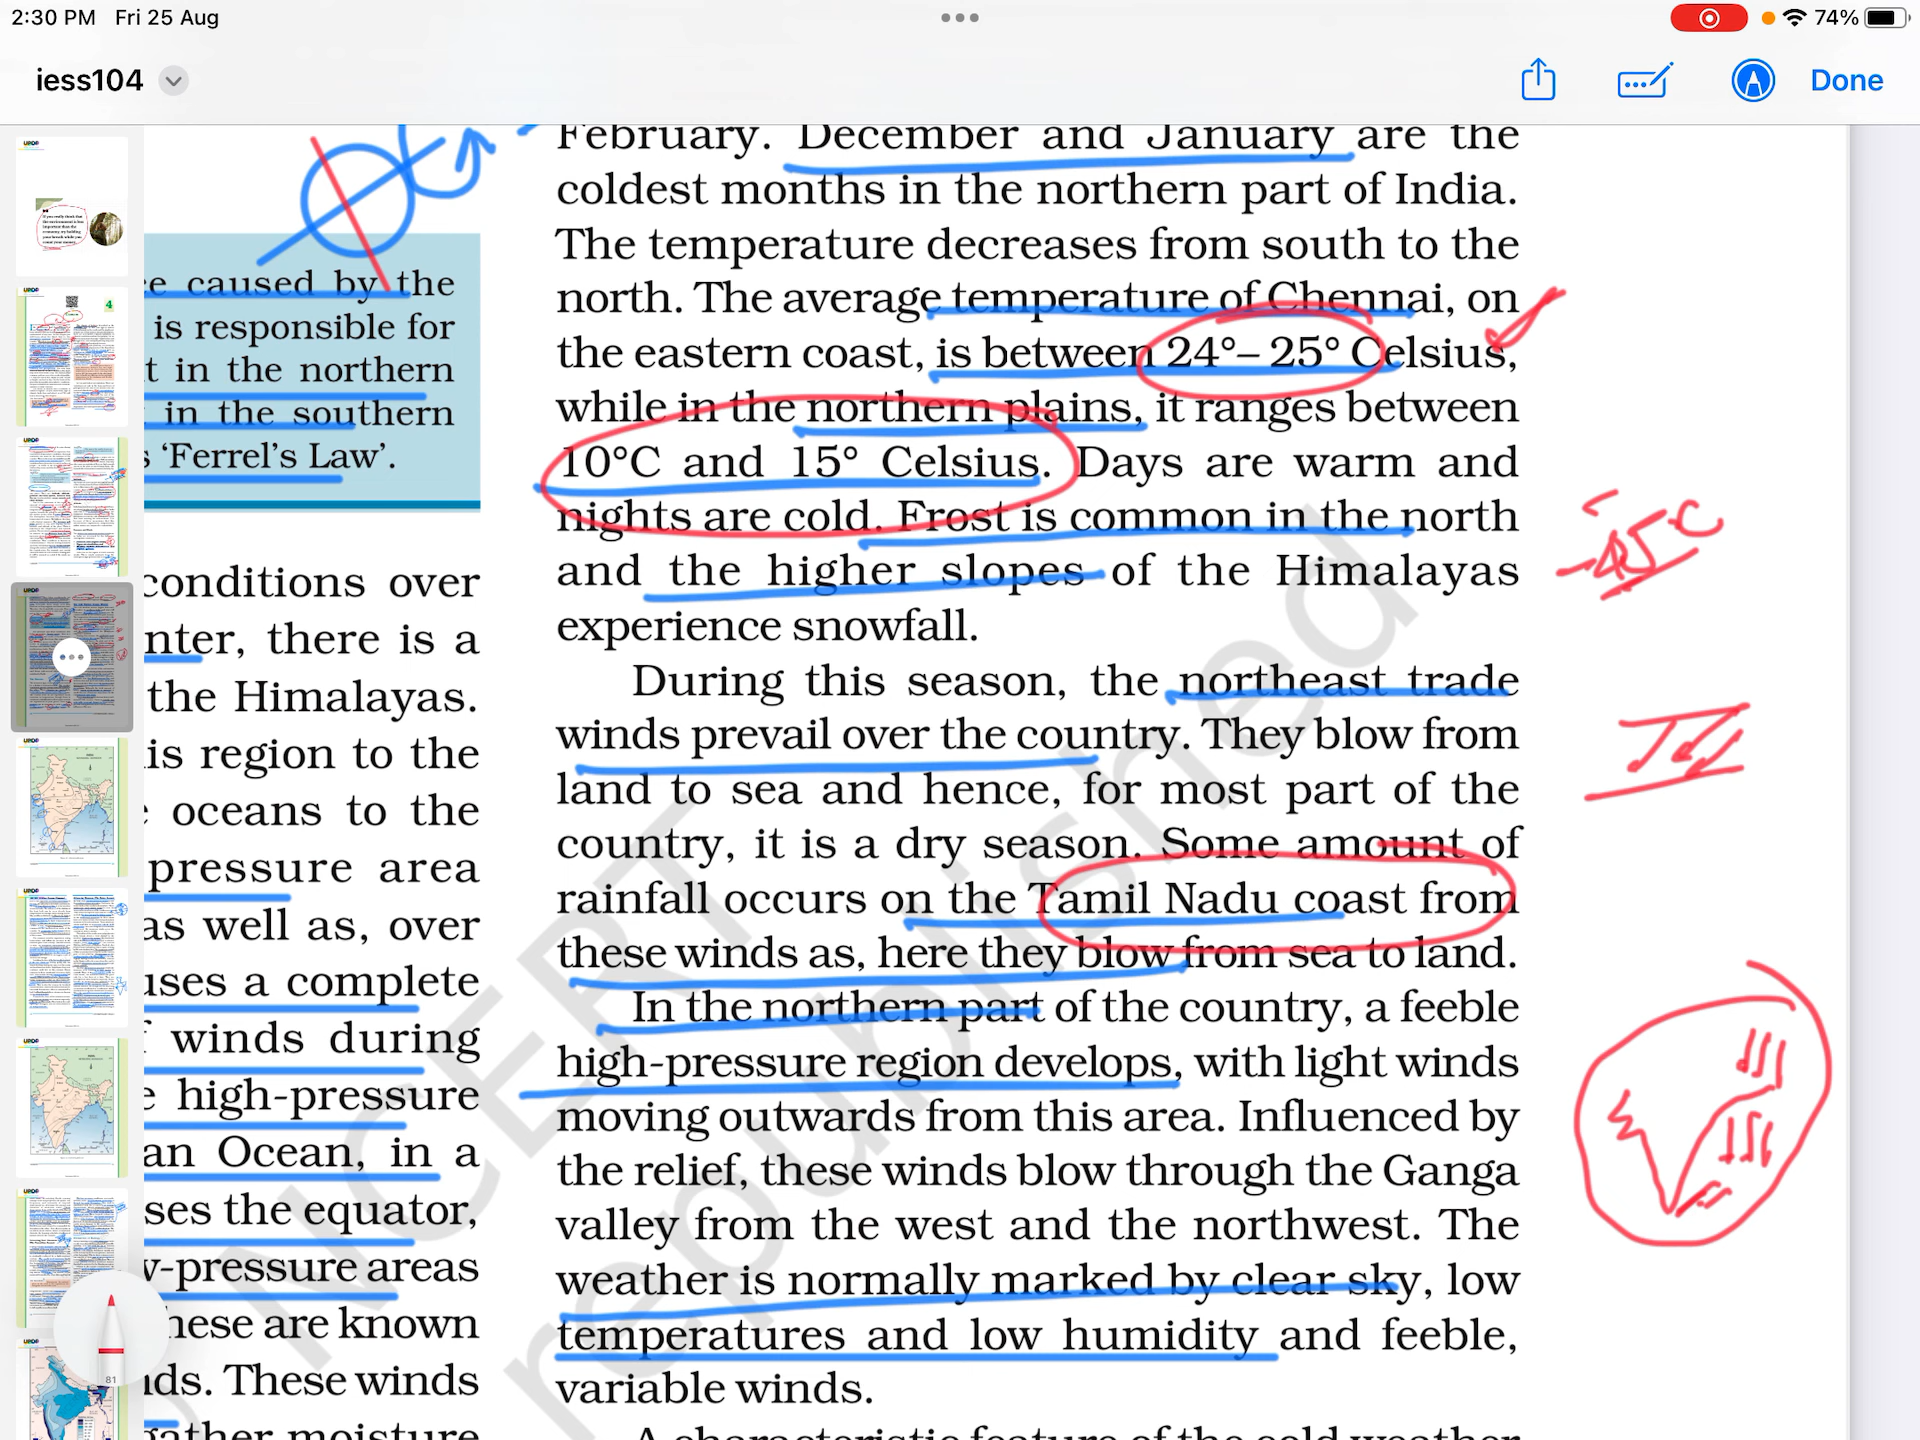 2:30 PM Fri 25 Aug
74%
iess104
Done
caused by the
is responsible for
in the northern
in the southern
'Ferrel's Law'.
conditions over
there is a
the Himalayas.
region to the
oceans to the
pressure area
as well as, over
a complete
winds during
high-pressure
Ocean, in a
the equator,
pressure areas
are known
These winds
moisture
February. December and January are the
coldest months in the northern part of India.
The temperature decreases from south to the
north. The average temperature of Chennai, on
the eastern coast, is between 24°– 25° Celsius,
while in the northern plains, it ranges between
10°C and 15° Celsius. Days are warm and
nights are cold. Frost is common in the north
and the higher slopes of the Himalayas
experience snowfall.
During this season, the northeast trade
winds prevail over the country. They blow from
land to sea and hence, for most part of the
country, it is a dry season. Some amount of
rainfall occurs on the Tamil Nadu coast from
these winds as, here they blow from sea to land.
In the northern part of the country, a feeble
high-pressure region develops, with light winds
moving outwards from this area. Influenced by
the relief, these winds blow through the Ganga
valley from the west and the northwest. The
weather is normally marked by clear sky, low
temperatures and low humidity and feeble,
variable winds.
A characteristic feature of the cold weather
-45°C
NCERT
republished
4
81